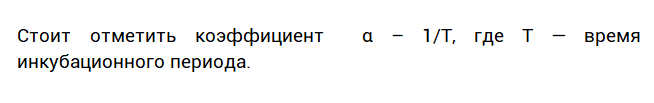 Стоит отметить коэффициент α – 1/T, где T — время
инкубационного периода.